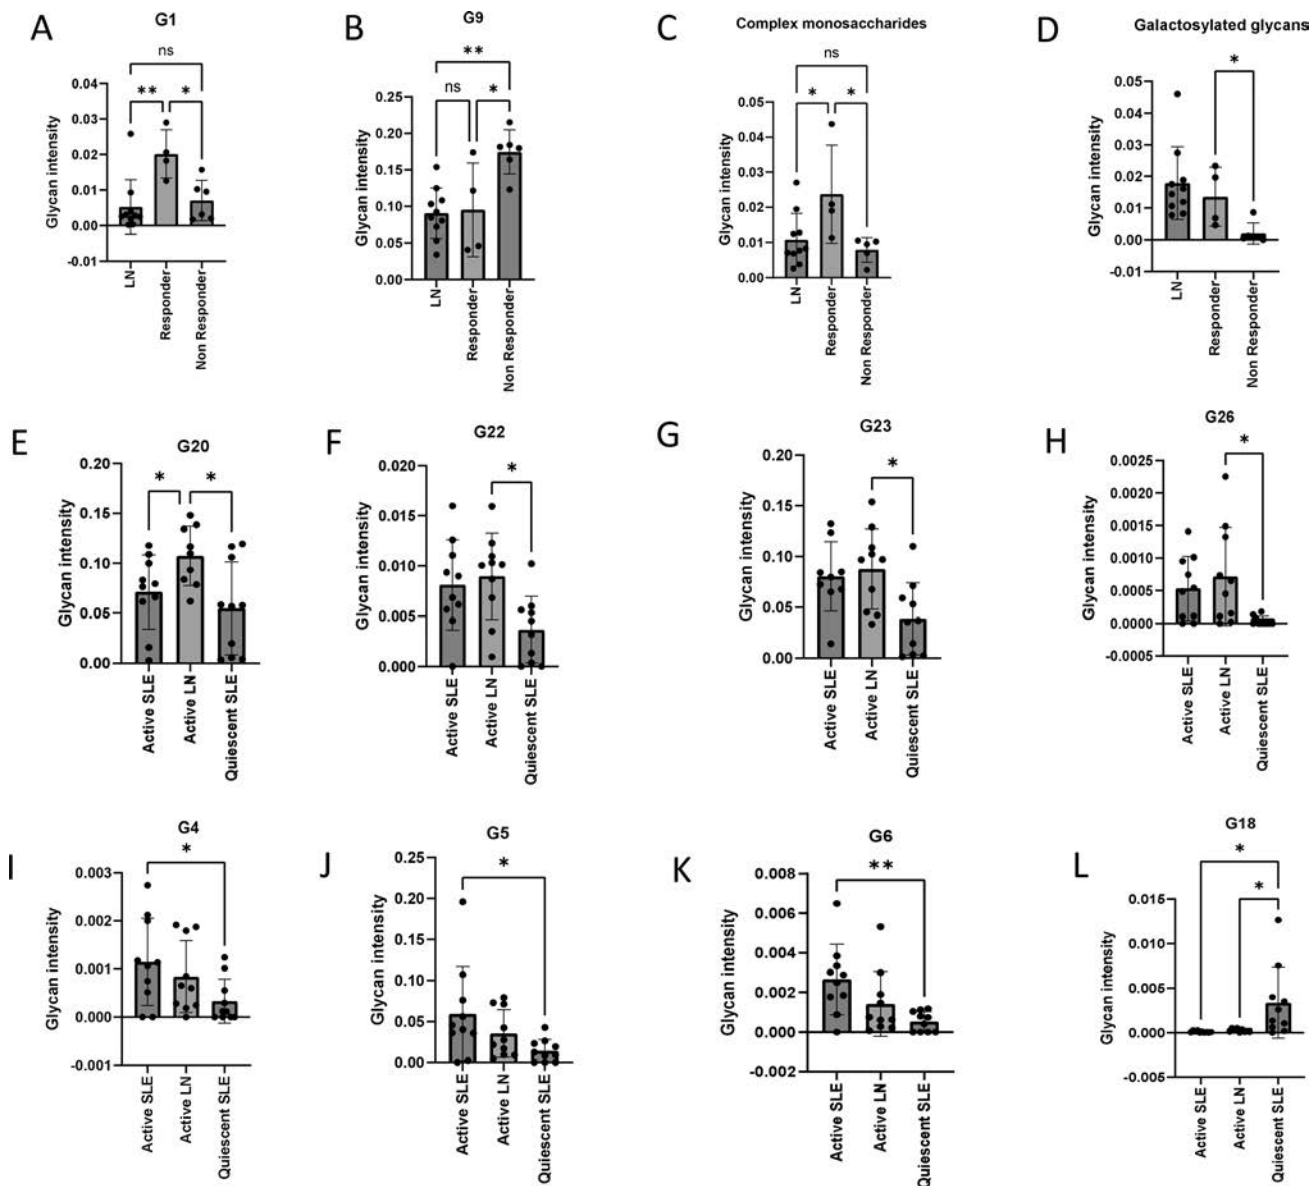 A
G1
ns
** *
Glycan intensity
0.04
0.03
0.02
0.01
0.00
-0.01
LN
Responder
Non Responder
B
G9
**
ns *
Glycan intensity
0.25
0.20
0.15
0.10
0.05
0.00
LN
Responder
Non Responder
C
Complex monosaccharides
ns
* *
Glycan intensity
0.05
0.04
0.03
0.02
0.01
0.00
LN
Responder
Non Responder
D
Galactosylated glycans
*
Glycan intensity
0.05
0.04
0.03
0.02
0.01
0.00
-0.01
LN
Responder
Non Responder
E
G20
* *
Glycan intensity
0.20
0.15
0.10
0.05
0.00
Active SLE
Active LN
Quiescent SLE
F
G22
*
Glycan intensity
0.020
0.015
0.010
0.005
0.000
Active SLE
Active LN
Quiescent SLE
G
G23
*
Glycan intensity
0.20
0.15
0.10
0.05
0.00
Active SLE
Active LN
Quiescent SLE
H
G26
*
Glycan intensity
0.0025
0.0020
0.0015
0.0010
0.0005
0.0000
-0.0005
Active SLE
Active LN
Quiescent SLE
I
G4
*
Glycan intensity
0.003
0.002
0.001
0.000
-0.001
Active SLE
Active LN
Quiescent SLE
J
G5
*
Glycan intensity
0.25
0.20
0.15
0.10
0.05
0.00
Active SLE
Active LN
Quiescent SLE
K
G6
**
Glycan intensity
0.008
0.006
0.004
0.002
0.000
-0.002
Active SLE
Active LN
Quiescent SLE
L
G18
*
*
Glycan intensity
0.015
0.010
0.005
0.000
-0.005
Active SLE
Active LN
Quiescent SLE